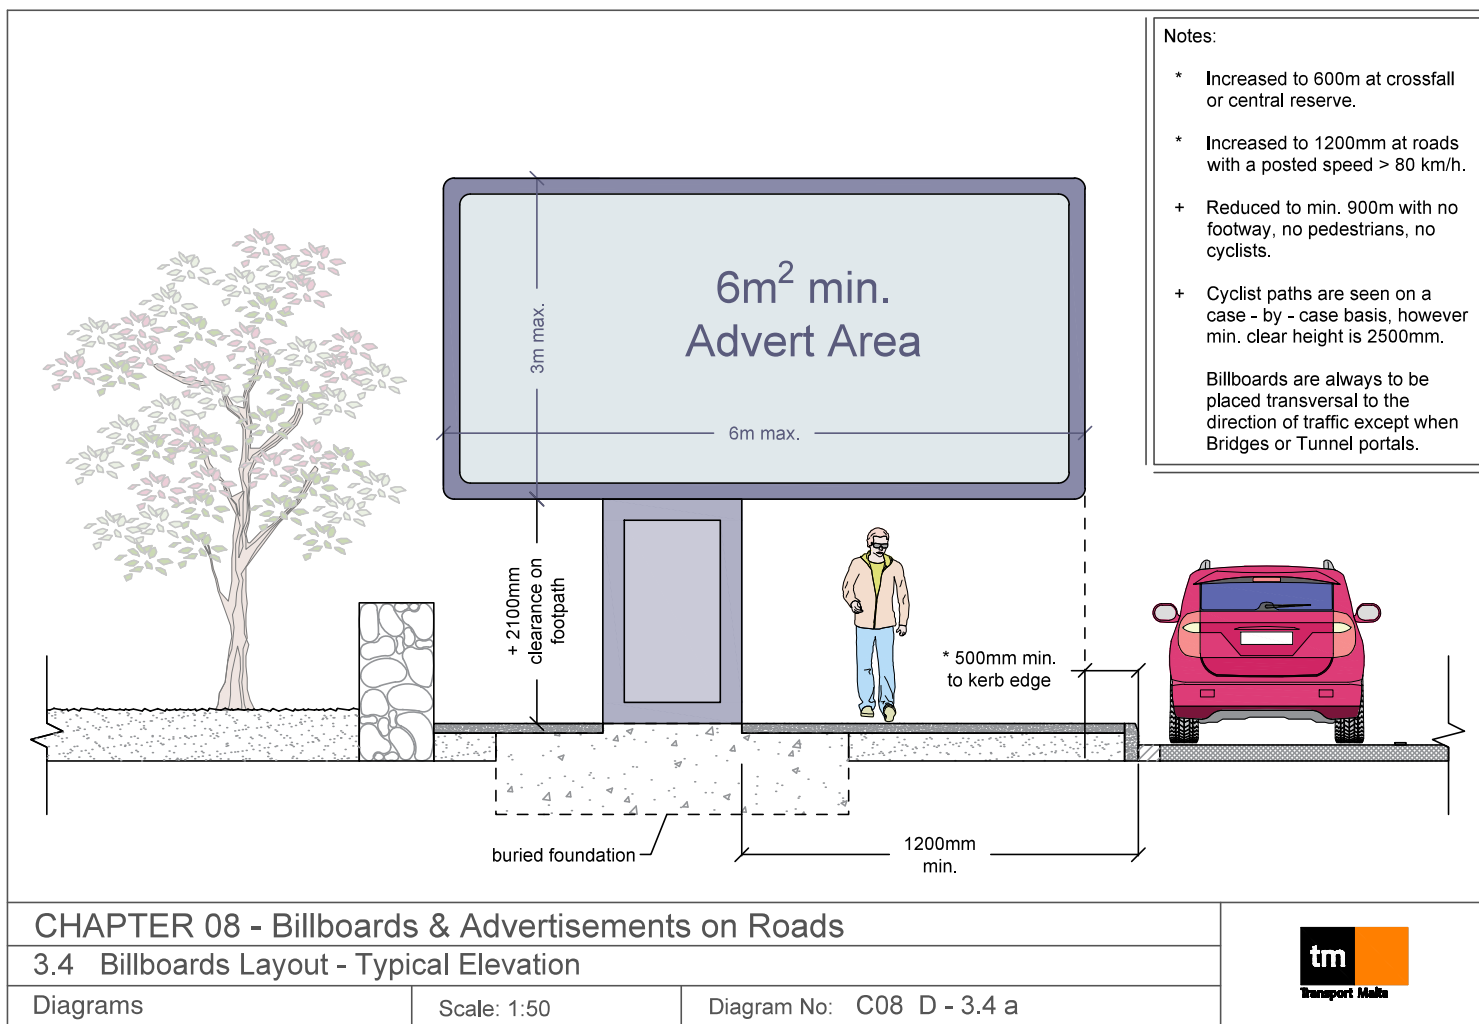 Notes:
* Increased to 600m at crossfall
or central reserve.
* Increased to 1200mm at roads
with a posted speed > 80 km/h.
+ Reduced to min. 900m with no
footway, no pedestrians, no
cyclists.
+ Cyclist paths are seen on a
case - by - case basis, however
min. clear height is 2500mm.
Billboards are always to be
placed transversal to the
direction of traffic except when
Bridges or Tunnel portals.
6m² min.
Advert Area
3m max.
6m max.
+ 2100mm
clearance on
footpath
* 500mm min.
to kerb edge
buried foundation
1200mm
min.
CHAPTER 08 - Billboards & Advertisements on Roads
3.4 Billboards Layout - Typical Elevation
Diagrams
Scale: 1:50
Diagram No: C08 D - 3.4 a
tm
Transport Malta